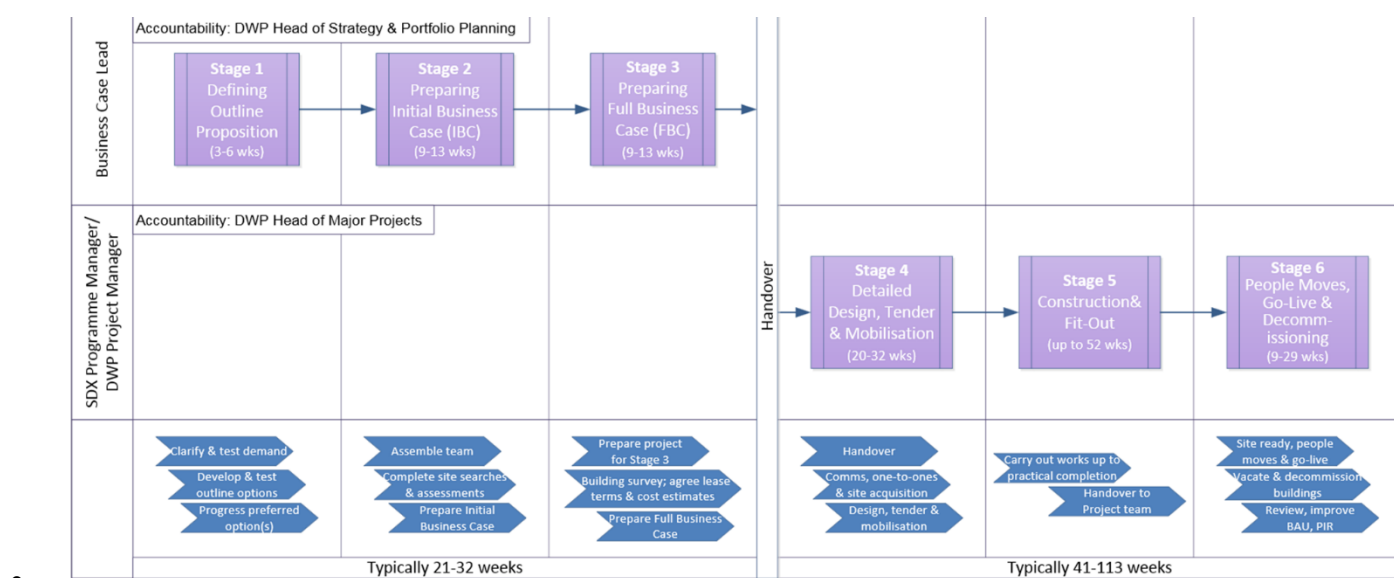 Accountability: DWP Head of Strategy & Portfolio Planning
Business Case Lead
Stage 1
Defining
Outline
Proposition
(3-6 wks)
Stage 2
Preparing
Initial Business
Case (IBC)
(9-13 wks)
Stage 3
Preparing
Full Business
Case (FBC)
(9-13 wks)
Accountability: DWP Head of Major Projects
SDX Programme Manager/
DWP Project Manager
Handover
Stage 4
Detailed
Design, Tender
& Mobilisation
(20-32 wks)
Stage 5
Construction&
Fit-Out
(up to 52 wks)
Stage 6
People Moves,
Go-Live &
Decomm-
issioning
(9-29 wks)
Clarify & test demand
Develop & test
outline options
Progress preferred
option(s)
Assemble team
Complete site searches
& assessments
Prepare Initial
Business Case
Prepare project
for Stage 3
Building survey; agree lease
terms & cost estimates
Prepare Full Business
Case
Handover
Comms, one-to-ones
& site acquisition
Design, tender &
mobilisation
Carry out works up to
practical completion
Handover to
Project team
Site ready, people
moves & go-live
Vacate & decommission
buildings
Review, improve
BAU, PIR
Typically 21-32 weeks
Typically 41-113 weeks